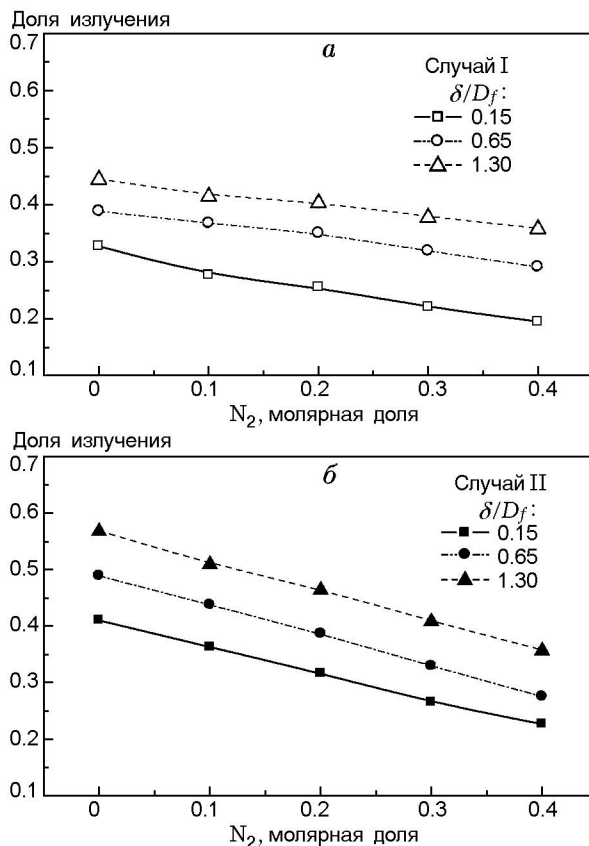 Доля излучения
0.7
а
Случай I
0.6
δ/D_f:
0.15
0.5
0.65
1.30
0.4
0.3
0.2
0.1
0 0.1 0.2 0.3 0.4
N₂, молярная доля
Доля излучения
0.7
б
Случай II
0.6
δ/D_f:
0.15
0.5
0.65
1.30
0.4
0.3
0.2
0.1
0 0.1 0.2 0.3 0.4
N₂, молярная доля